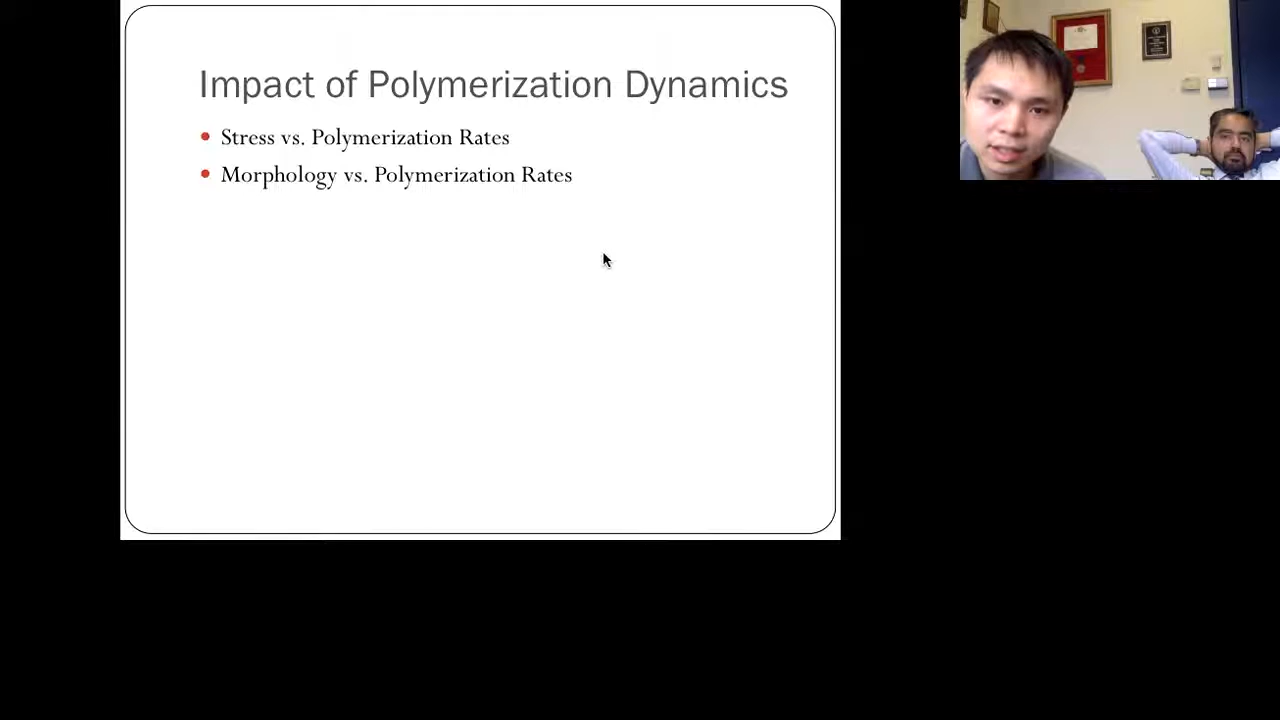 Impact of Polymerization Dynamics
Stress vs. Polymerization Rates
Morphology vs. Polymerization Rates